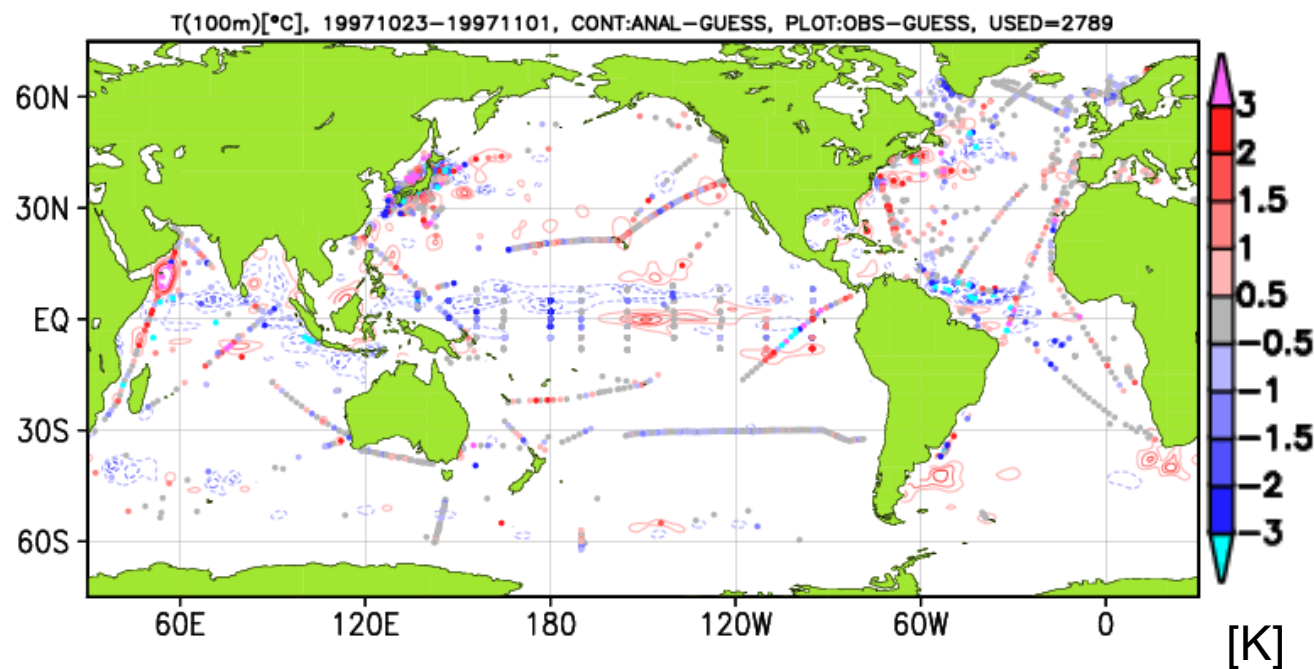 T(100m)[°C], 19971023-19971101, CONT:ANAL-GUESS, PLOT:OBS-GUESS, USED=2789
60N
30N
EQ
30S
60S
60E
120E
180
120W
60W
0
3
2
1.5
1
0.5
-0.5
-1
-1.5
-2
-3
[K]